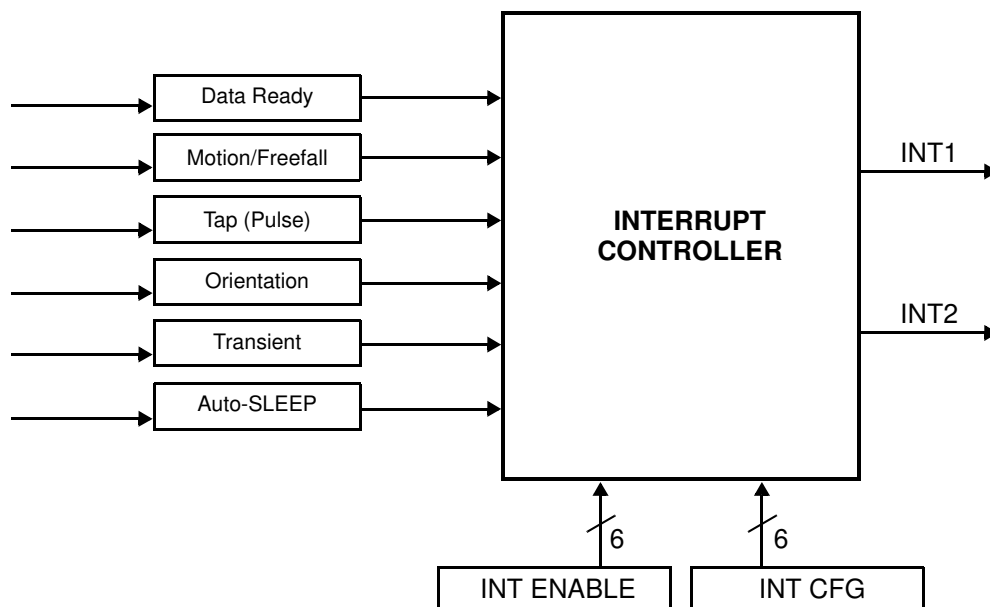 Data Ready
Motion/Freefall
Tap (Pulse)
Orientation
Transient
Auto-SLEEP
INTERRUPT
CONTROLLER
INT1
INT2
6
6
INT ENABLE
INT CFG